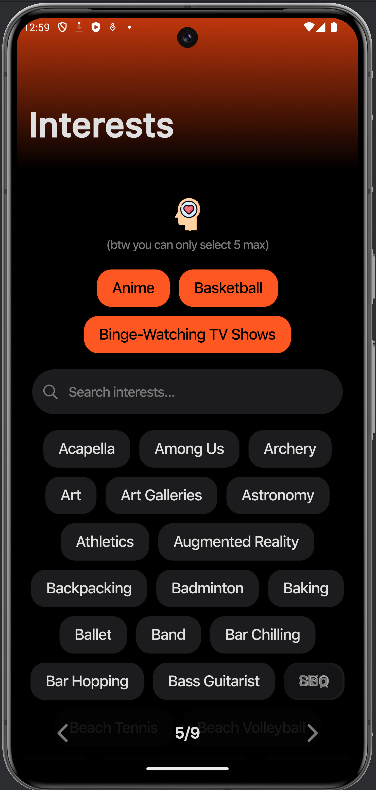 12:59
Interests
(btw you can only select 5 max)
Anime Basketball
Binge-Watching TV Shows
Search interests...
Acapella Among Us Archery
Art Art Galleries Astronomy
Athletics Augmented Reality
Backpacking Badminton Baking
Ballet Band Bar Chilling
Bar Hopping Bass Guitarist
Beach Tennis Beach Volleyball
5/9